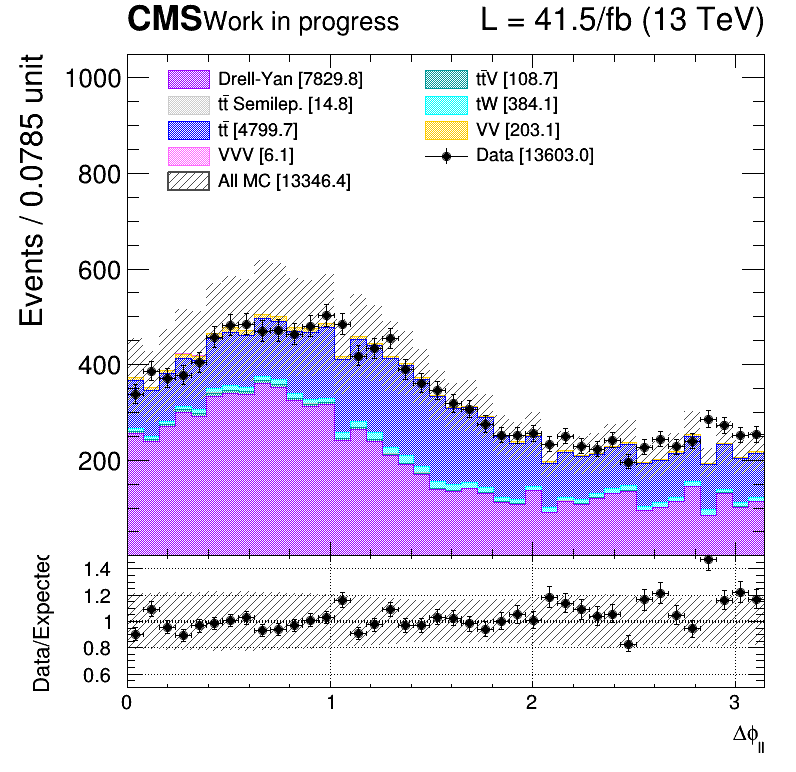 CMS Work in progress L = 41.5/fb (13 TeV)
Events / 0.0785 unit
1000
800
600
400
200
Drell-Yan [7829.8]
tt̄ Semilep. [14.8]
tt̄ [4799.7]
VVV [6.1]
All MC [13346.4]
tt̄V [108.7]
tW [384.1]
VV [203.1]
Data [13603.0]
Data/Expected
1.4
1.2
1
0.8
0.6
0 1 2 3
Δϕll